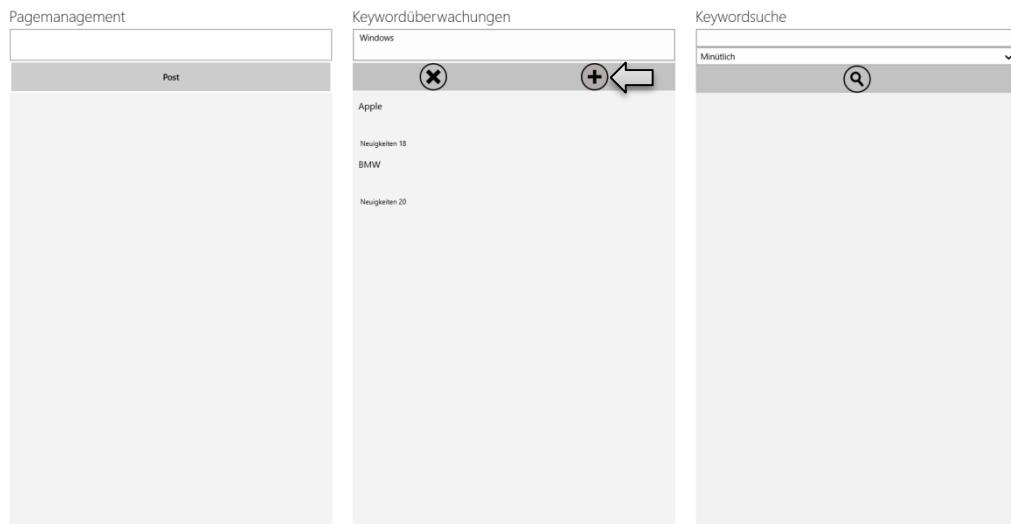 Pagemanagement
Post
Keywordüberwachungen
Windows
Apple
Neuigkeiten 18
BMW
Neuigkeiten 20
Keywordsuche
Minütlich